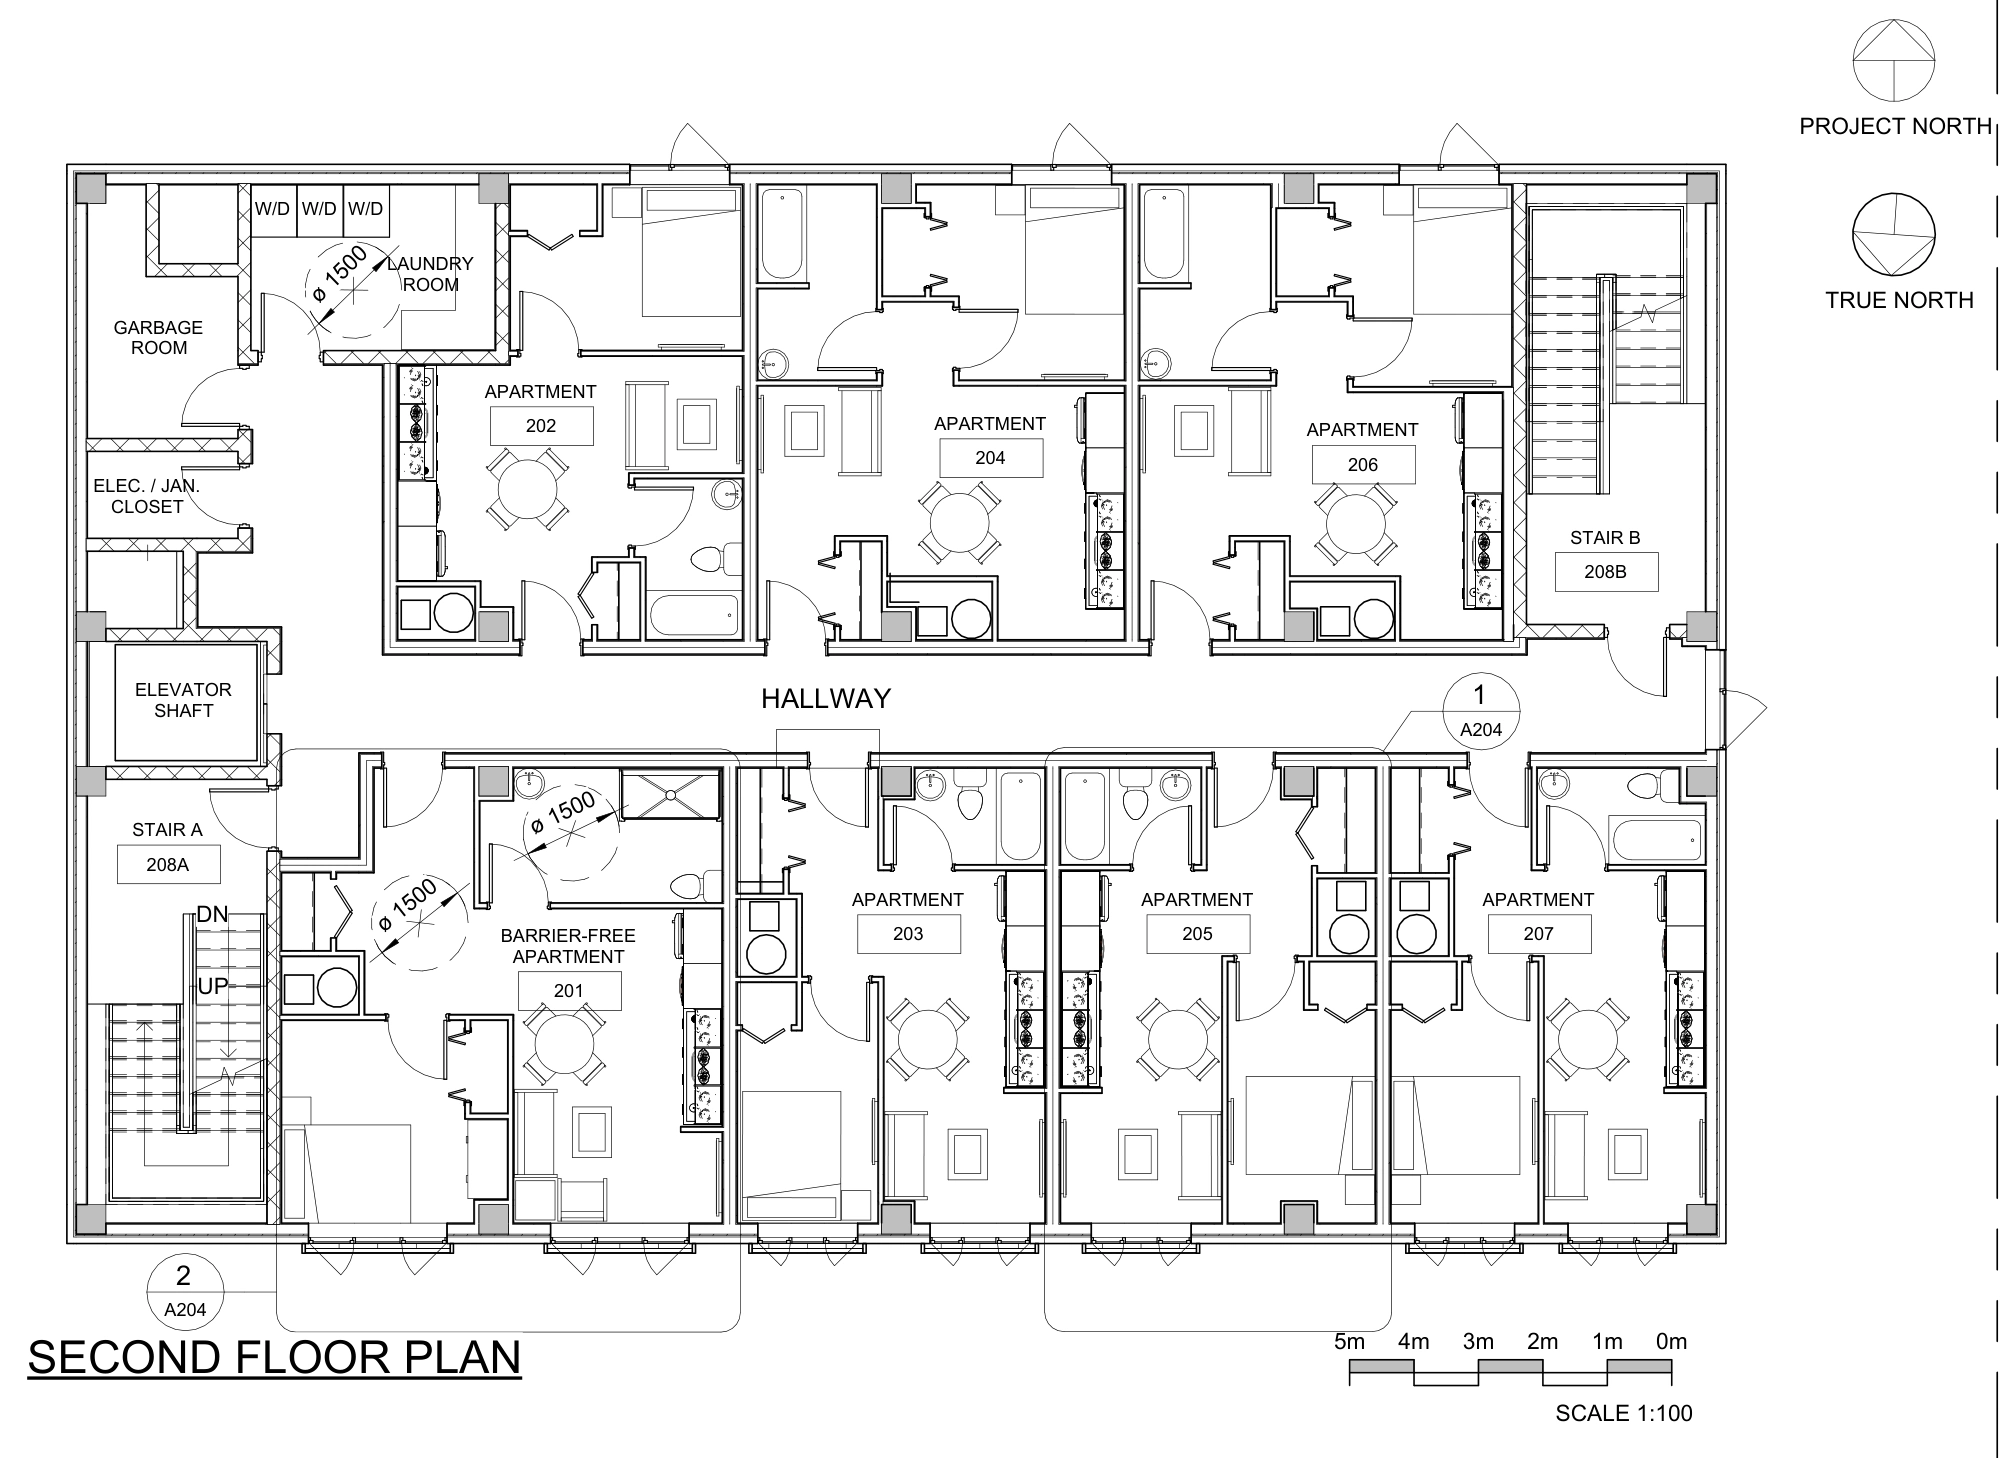 PROJECT NORTH
TRUE NORTH
W/D W/D W/D
ø 1500
LAUNDRY
ROOM
GARBAGE
ROOM
ELEC. / JAN.
CLOSET
APARTMENT
202
APARTMENT
204
APARTMENT
206
STAIR B
208B
ELEVATOR
SHAFT
HALLWAY
1
A204
STAIR A
208A
DN
UP
ø 1500
ø 1500
BARRIER-FREE
APARTMENT
201
APARTMENT
203
APARTMENT
205
APARTMENT
207
2
A204
SECOND FLOOR PLAN
5m 4m 3m 2m 1m 0m
SCALE 1:100